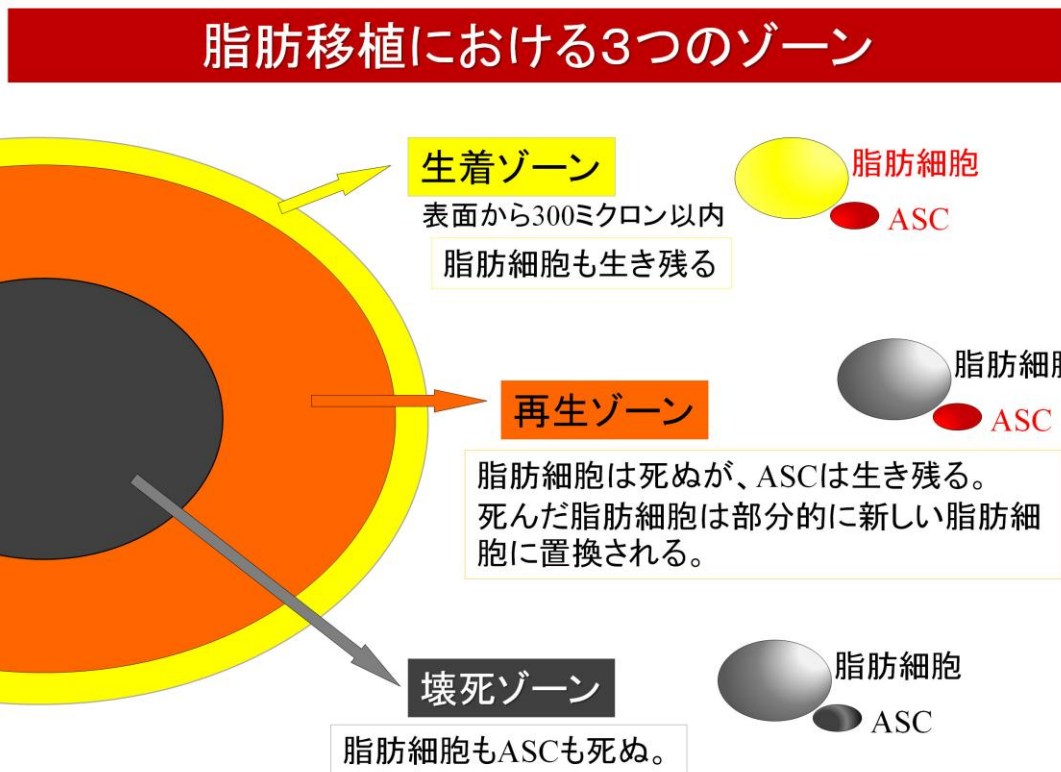 脂肪移植における3つのゾーン
生着ゾーン
表面から300ミクロン以内
脂肪細胞も生き残る
脂肪細胞
ASC
再生ゾーン
脂肪細胞は死ぬが、ASCは生き残る。
死んだ脂肪細胞は部分的に新しい脂肪細
胞に置換される。
脂肪細胞
ASC
壊死ゾーン
脂肪細胞もASCも死ぬ。
脂肪細胞
ASC